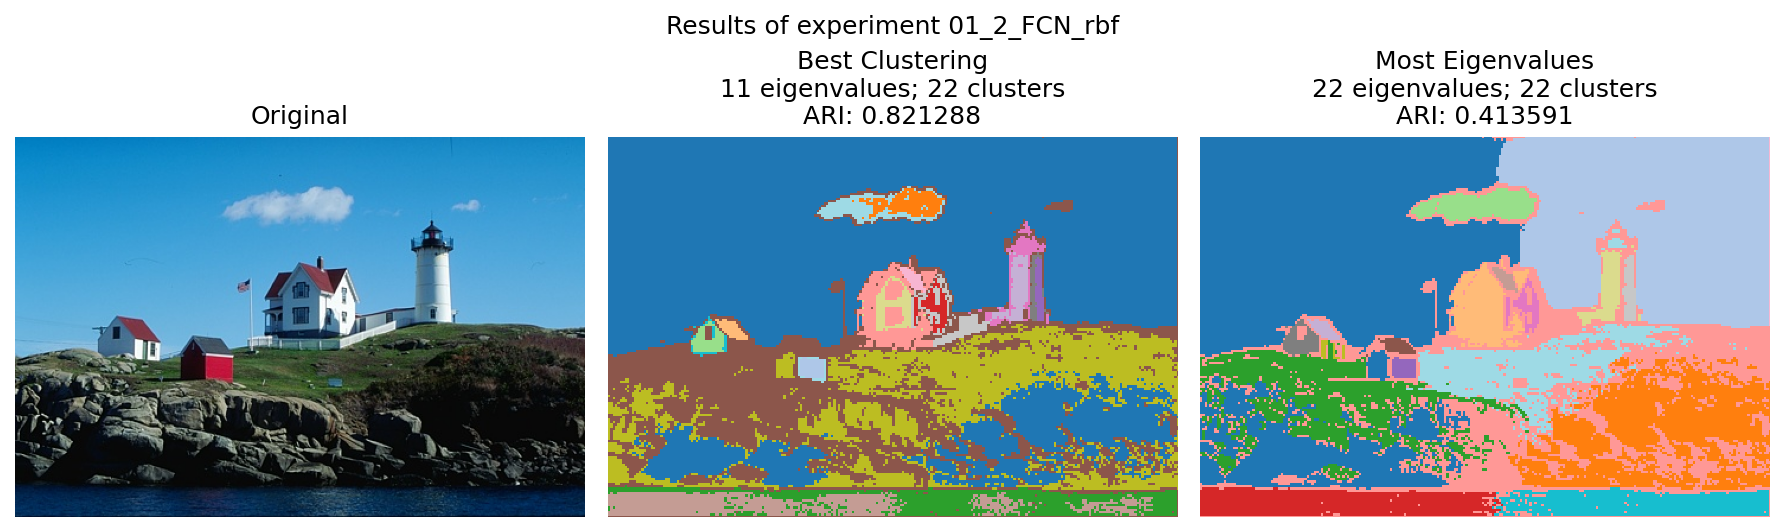 Results of experiment 01_2_FCN_rbf
Original
Best Clustering
11 eigenvalues; 22 clusters
ARI: 0.821288
Most Eigenvalues
22 eigenvalues; 22 clusters
ARI: 0.413591